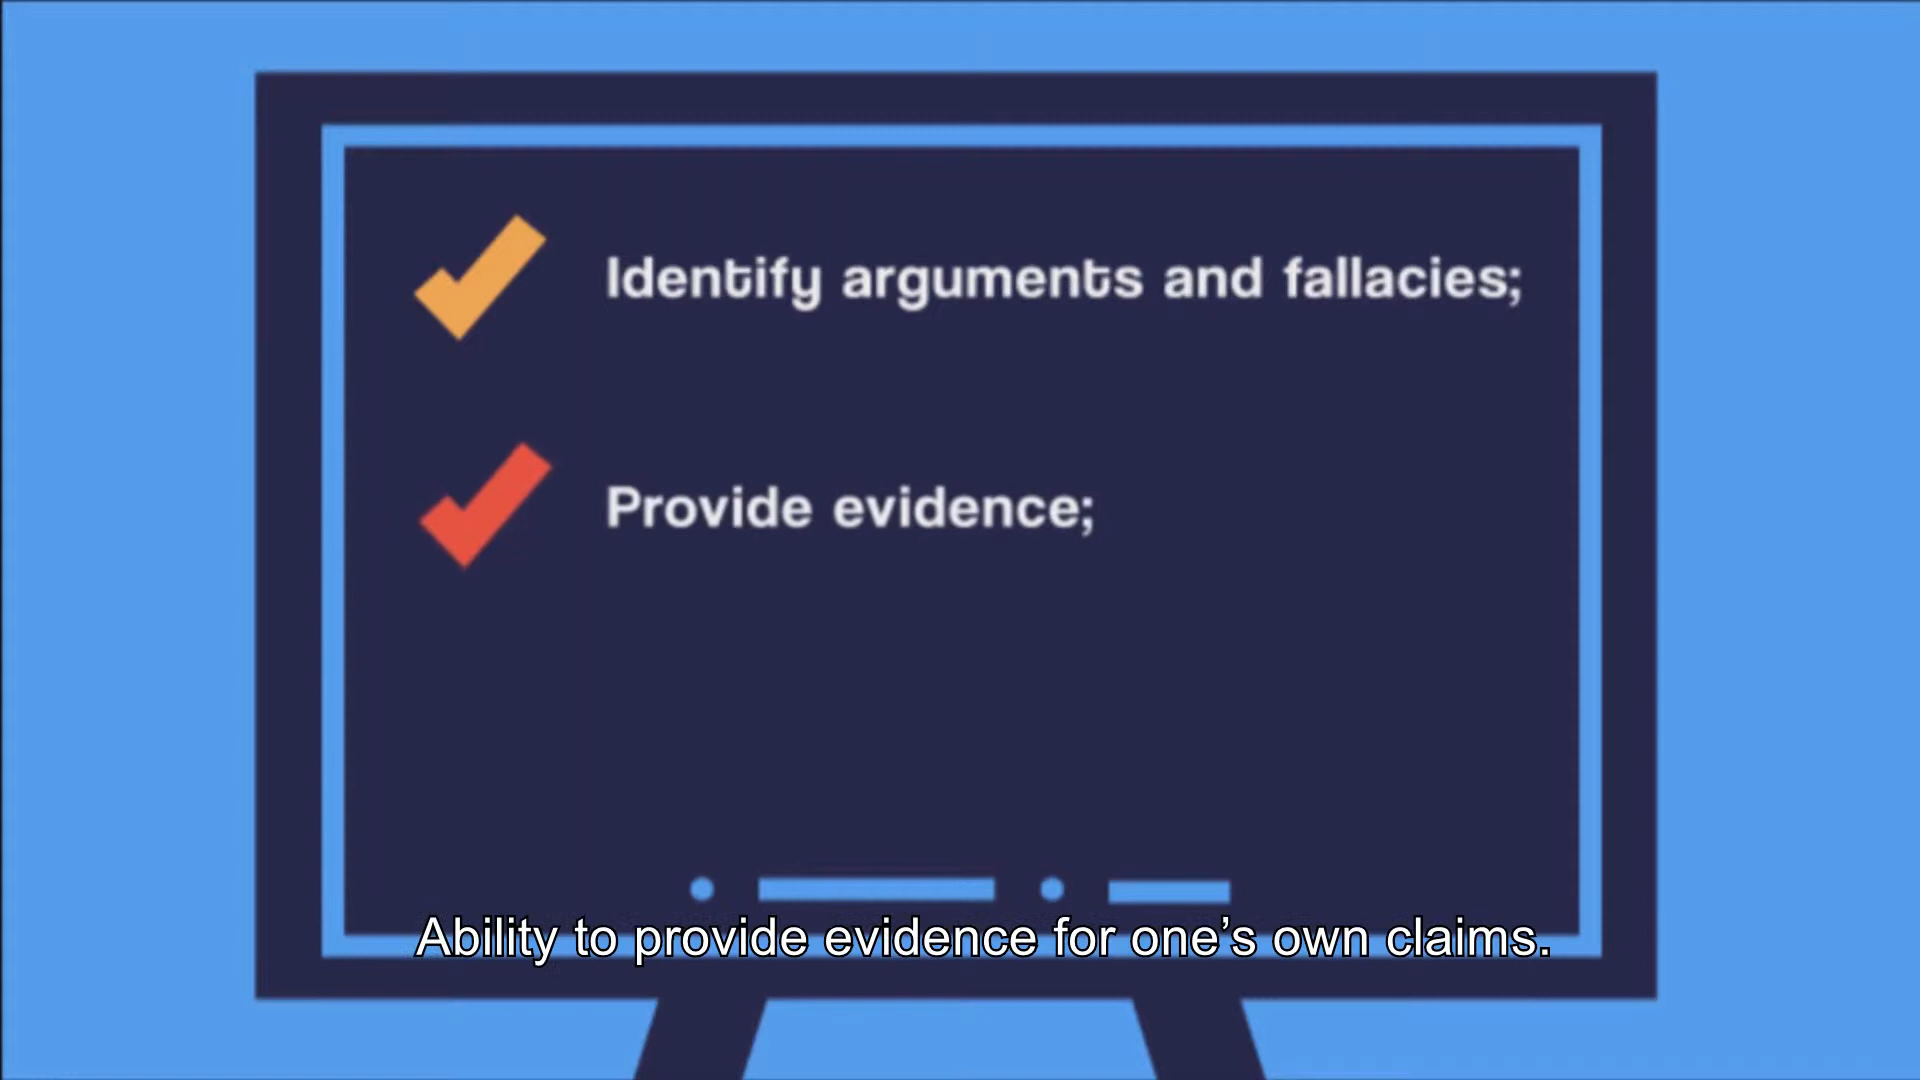 Identify arguments and fallacies;
Provide evidence;
Ability to provide evidence for one’s own claims.